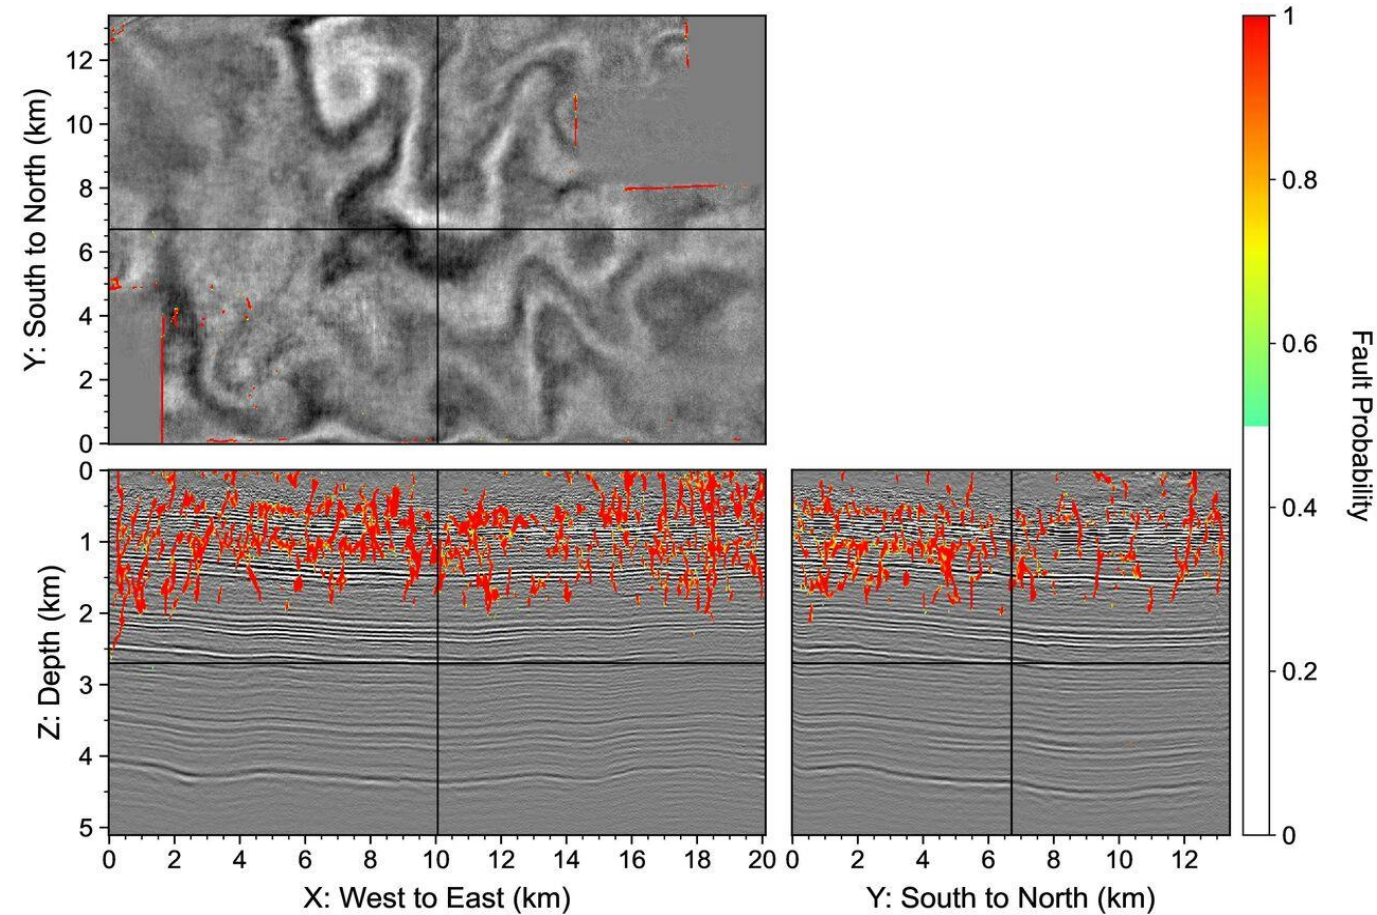 12
10
8
6
4
2
0
Y: South to North (km)
0
1
2
3
4
5
Z: Depth (km)
0 2 4 6 8 10 12 14 16 18 20
X: West to East (km)
0 2 4 6 8 10 12
Y: South to North (km)
1
0.8
0.6
0.4
0.2
0
Fault Probability